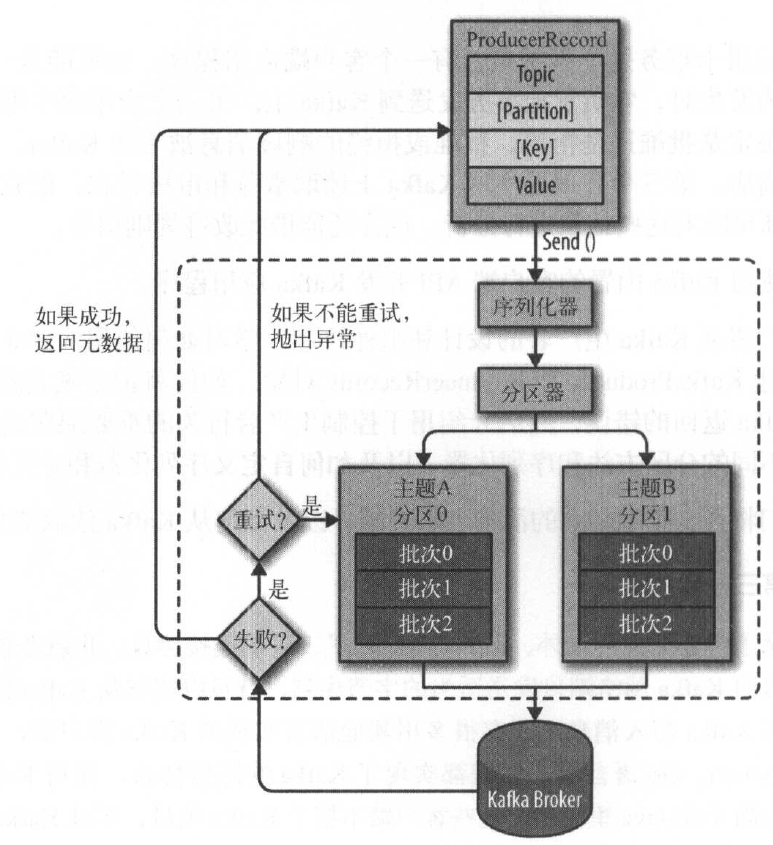 ProducerRecord
Topic
[Partition]
[Key]
Value
Send ()
序列化器
分区器
如果成功，
返回元数据
如果不能重试，
抛出异常
重试？
是
是
失败？
主题A
分区0
批次0
批次1
批次2
主题B
分区1
批次0
批次1
批次2
Kafka Broker